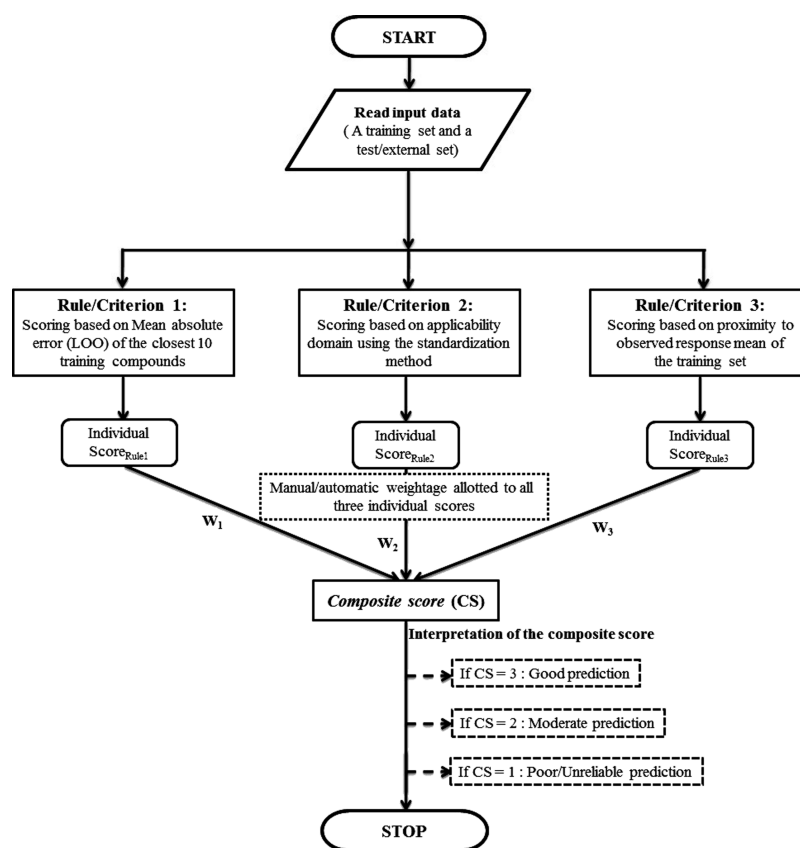 START
Read input data
( A training set and a
test/external set)
Rule/Criterion 1:
Scoring based on Mean absolute
error (LOO) of the closest 10
training compounds
Rule/Criterion 2:
Scoring based on applicability
domain using the standardization
method
Rule/Criterion 3:
Scoring based on proximity to
observed response mean of
the training set
Individual
ScoreRule1
Individual
ScoreRule2
Individual
ScoreRule3
Manual/automatic weightage allotted to all
three individual scores
W1
W2
W3
Composite score (CS)
Interpretation of the composite score
If CS = 3 : Good prediction
If CS = 2 : Moderate prediction
If CS = 1 : Poor/Unreliable prediction
STOP